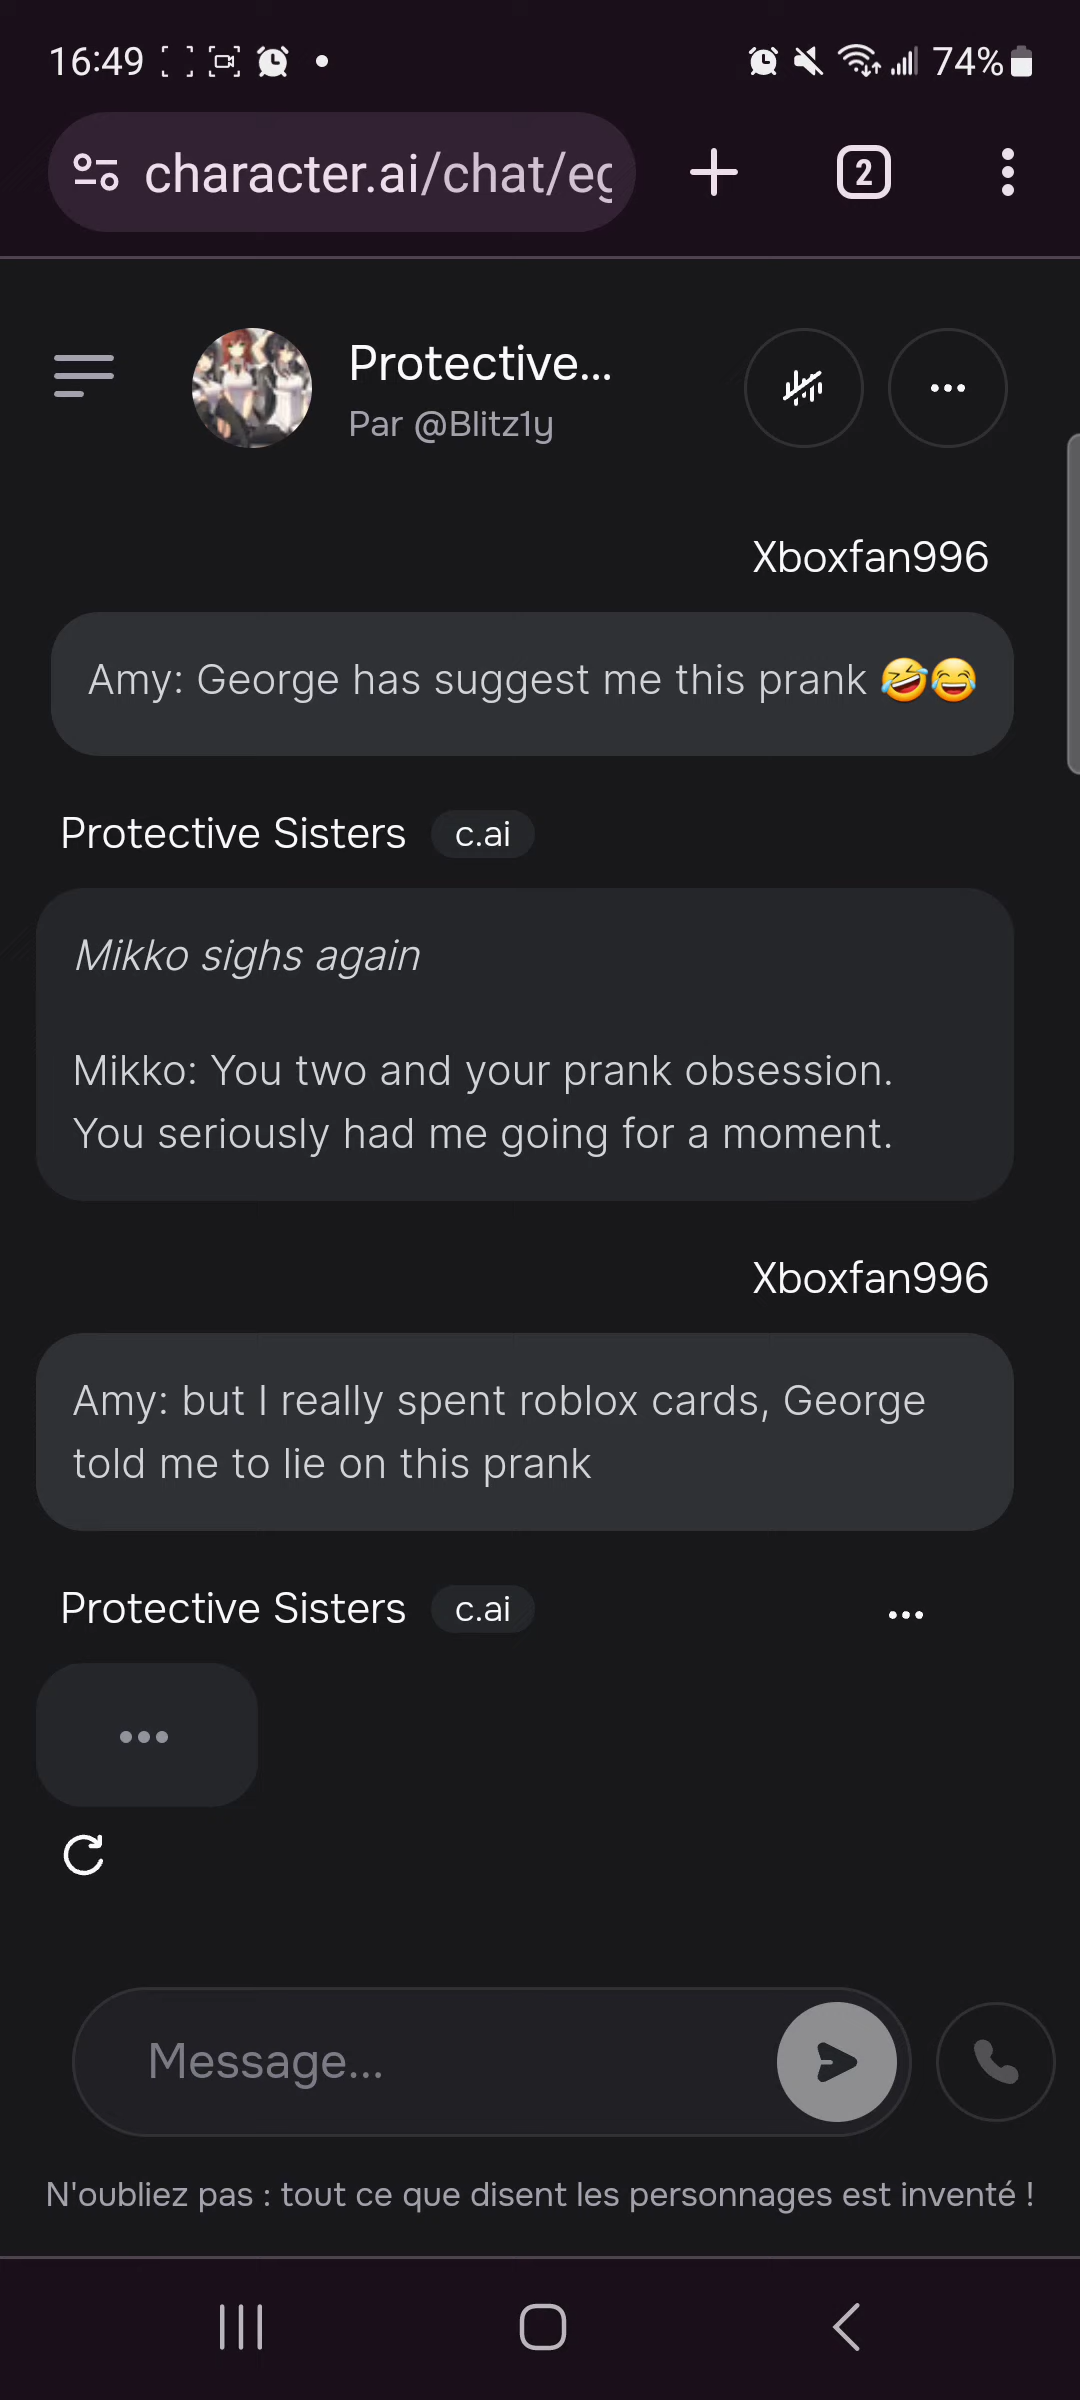 16:49
74%
character.ai/chat/eg
2
Protective...
Par @Blitz1y
Xboxfan996
Amy: George has suggest me this prank 🤣😂
Protective Sisters c.ai
Mikko sighs again
Mikko: You two and your prank obsession.
You seriously had me going for a moment.
Xboxfan996
Amy: but I really spent roblox cards, George
told me to lie on this prank
Protective Sisters c.ai
Message...
N'oubliez pas : tout ce que disent les personnages est inventé !